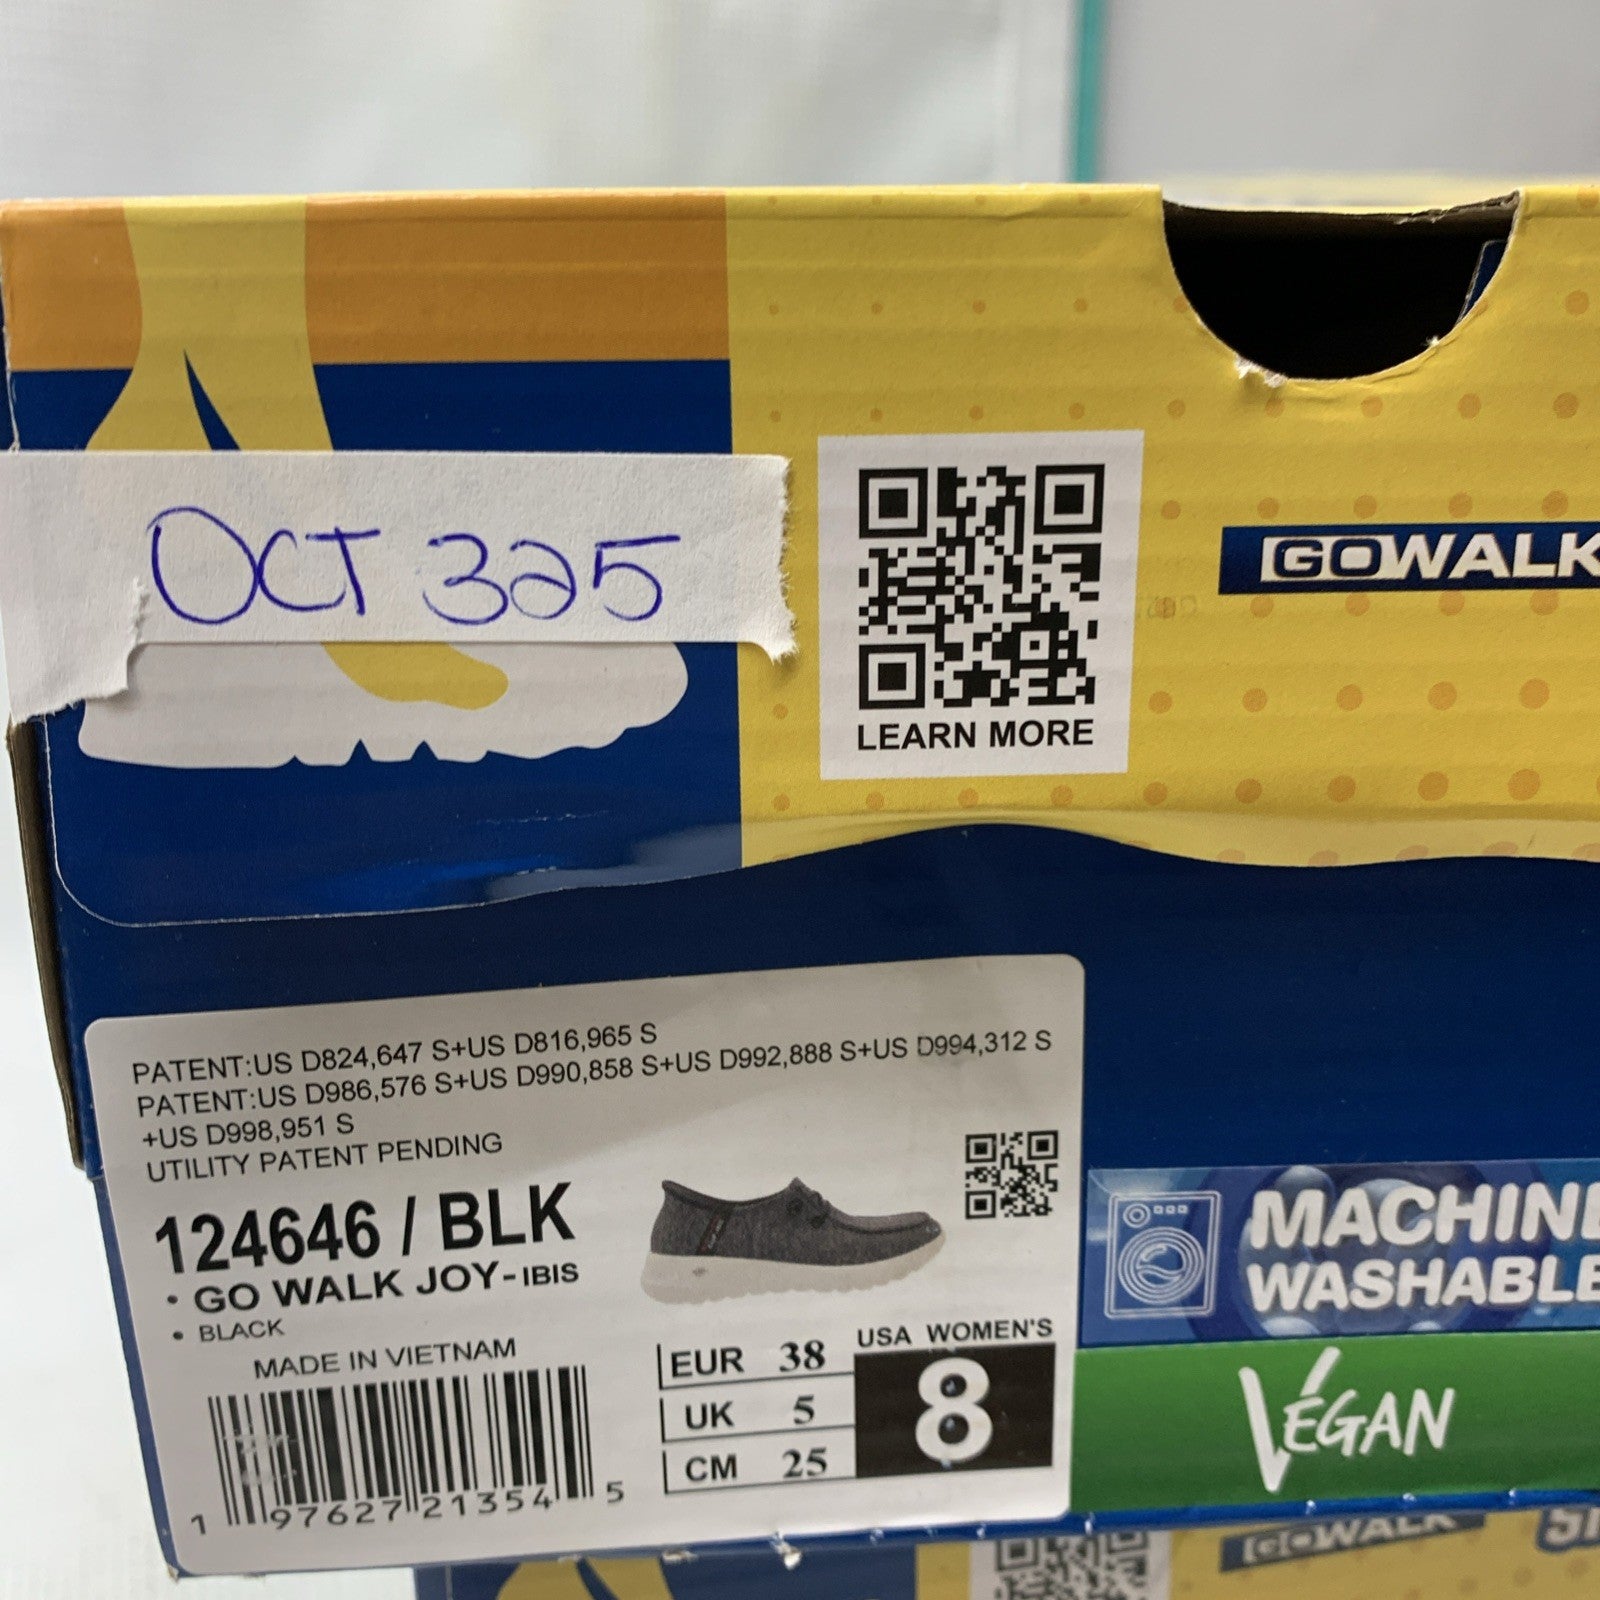 OCT 325
LEARN MORE
GOWALK
PATENT:US D824,647 S+US D816,965 S
PATENT:US D986,576 S+US D990,858 S+US D992,888 S+US D994,312 S
+US D998,951 S
UTILITY PATENT PENDING
124646 / BLK
• GO WALK JOY-IBIS
• BLACK
MADE IN VIETNAM
1 97627 21354 5
EUR 38
UK 5
CM 25
USA WOMEN'S
8
MACHINE
WASHABLE
VEGAN
GOWALK